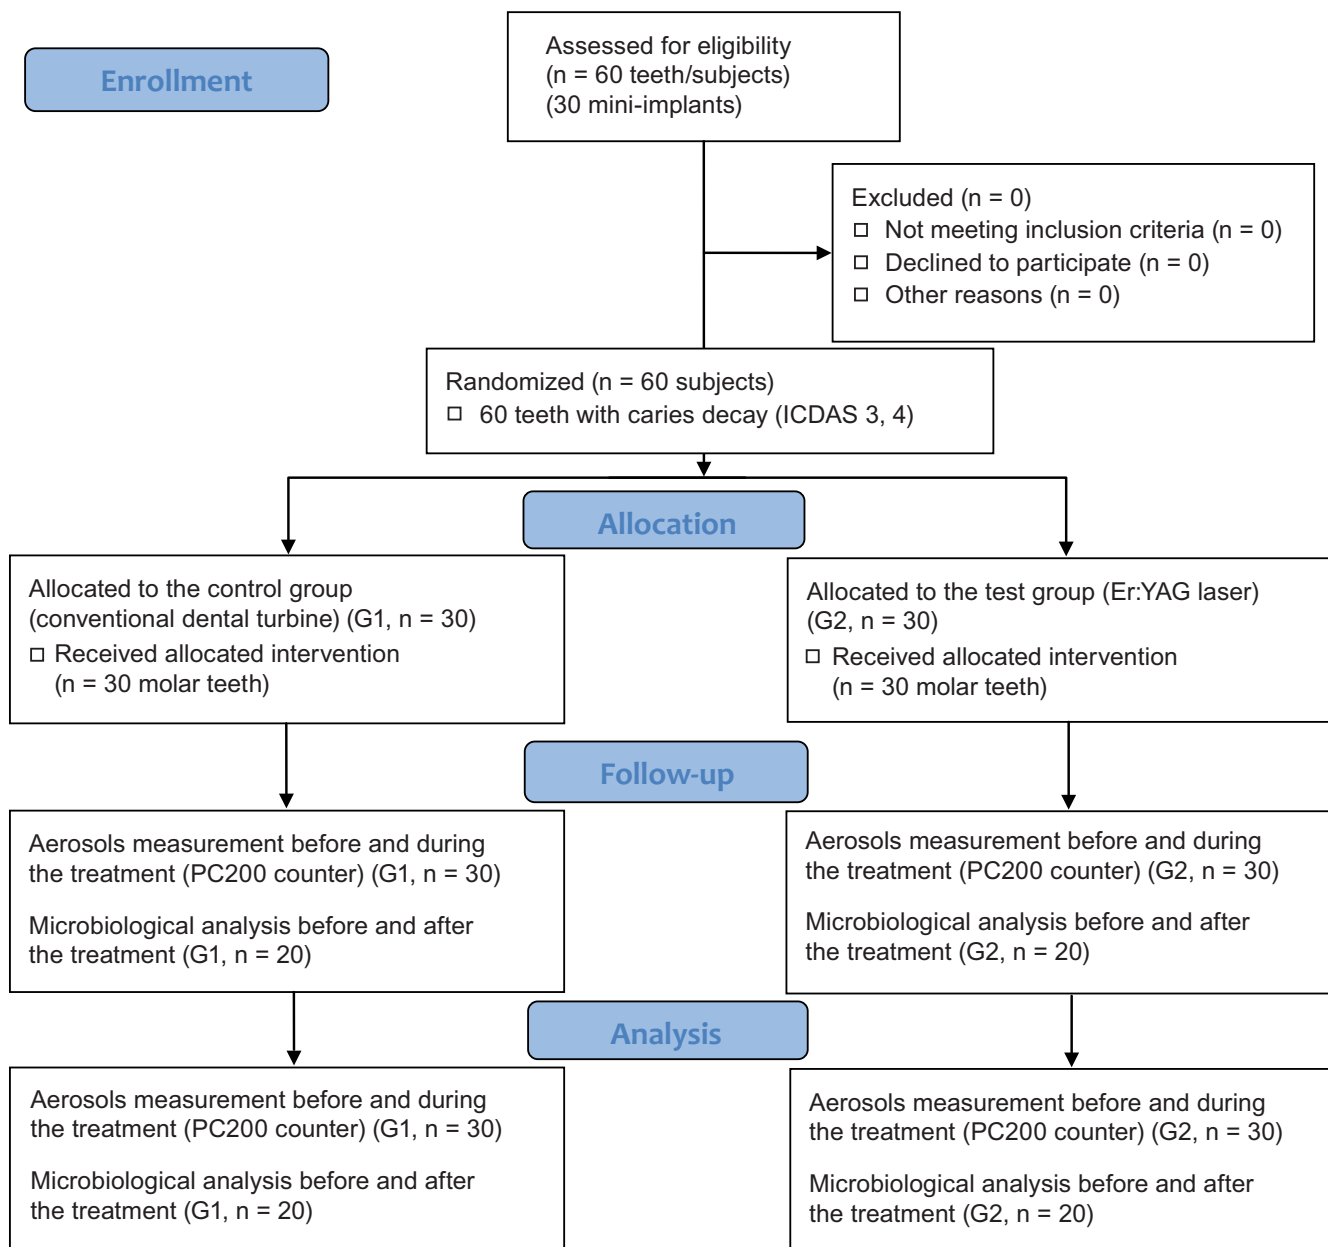 Enrollment
Assessed for eligibility
(n = 60 teeth/subjects)
(30 mini-implants)
Excluded (n = 0)
☐ Not meeting inclusion criteria (n = 0)
☐ Declined to participate (n = 0)
☐ Other reasons (n = 0)
Randomized (n = 60 subjects)
☐ 60 teeth with caries decay (ICDAS 3, 4)
Allocation
Allocated to the control group
(conventional dental turbine) (G1, n = 30)
☐ Received allocated intervention
(n = 30 molar teeth)
Allocated to the test group (Er:YAG laser)
(G2, n = 30)
☐ Received allocated intervention
(n = 30 molar teeth)
Follow-up
Aerosols measurement before and during
the treatment (PC200 counter) (G1, n = 30)
Microbiological analysis before and after
the treatment (G1, n = 20)
Aerosols measurement before and during
the treatment (PC200 counter) (G2, n = 30)
Microbiological analysis before and after
the treatment (G2, n = 20)
Analysis
Aerosols measurement before and during
the treatment (PC200 counter) (G1, n = 30)
Microbiological analysis before and after
the treatment (G1, n = 20)
Aerosols measurement before and during
the treatment (PC200 counter) (G2, n = 30)
Microbiological analysis before and after
the treatment (G2, n = 20)